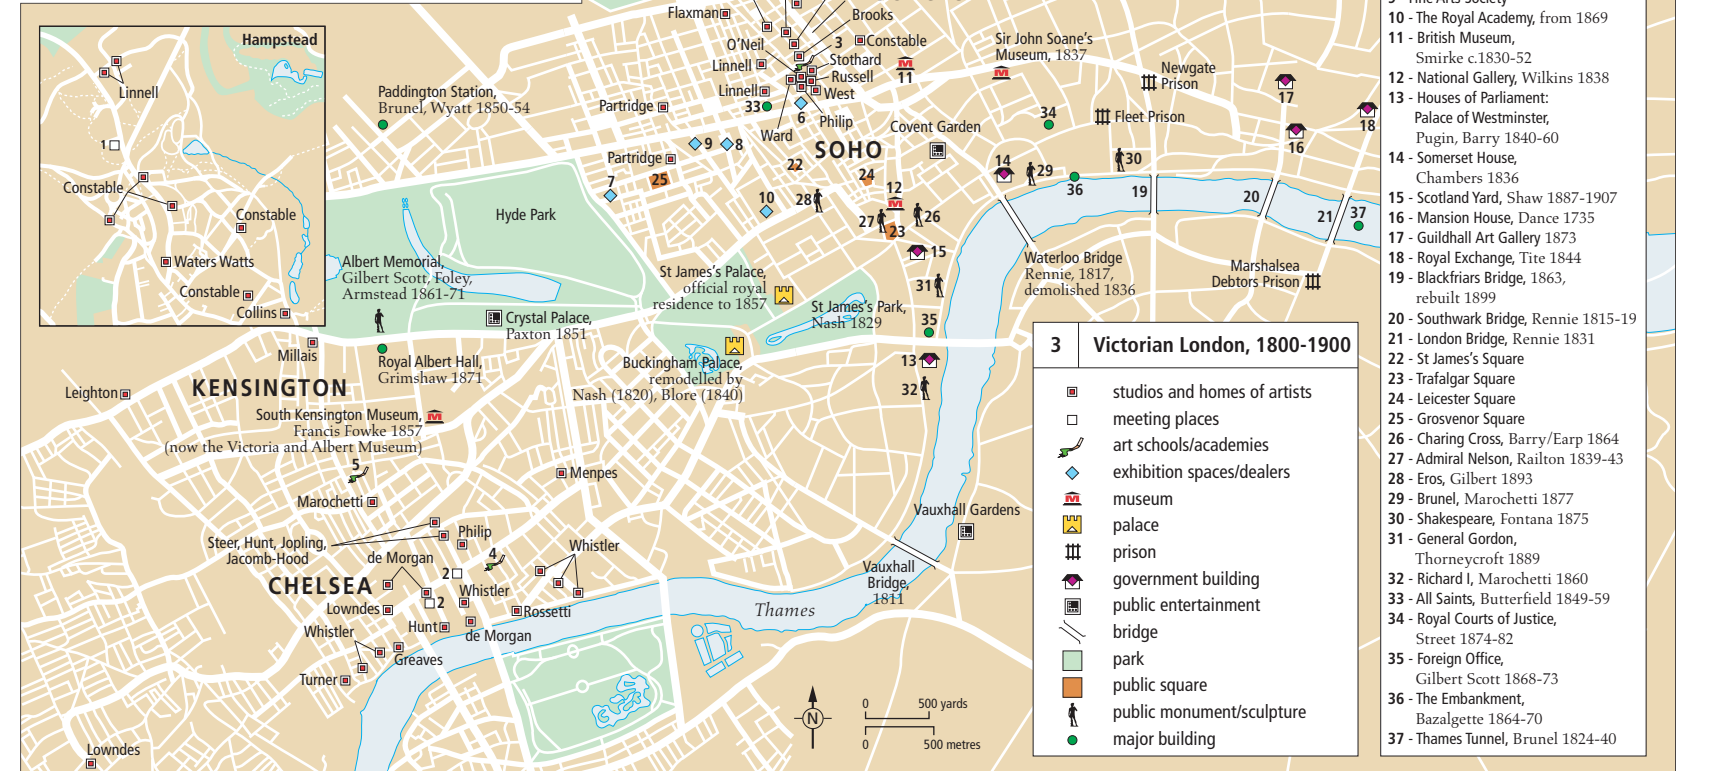 Hampstead
Linnell
1
Constable
Constable
Waters Watts
Constable
Collins
Flaxman
Brooks
O'Neil
3
Constable
Linnell
Stothard
Russell
Linnell
West
33
6
Philip
Ward
11
Sir John Soane's
Museum, 1837
Newgate
Prison
17
18
16
34
Fleet Prison
Paddington Station,
Brunel, Wyatt 1850-54
Partridge
Covent Garden
SOHO
9
8
Partridge
22
24
25
7
10
28
12
27
26
23
14
29
30
36
19
20
21
37
Hyde Park
15
Albert Memorial,
Gilbert Scott, Foley,
Armstead 1861-71
St James's Palace,
official royal
residence to 1857
St James's Park,
Nash 1829
31
Waterloo Bridge
Rennie, 1817,
demolished 1836
Marshalsea
Debtors Prison
Crystal Palace,
Paxton 1851
35
Millais
Royal Albert Hall,
Grimshaw 1871
Buckingham Palace,
remodelled by
Nash (1820), Blore (1840)
13
32
Leighton
KENSINGTON
South Kensington Museum,
Francis Fowke 1857
(now the Victoria and Albert Museum)
5
Marochetti
Menpes
Vauxhall Gardens
Steer, Hunt, Jopling,
Jacomb-Hood
Philip
de Morgan
4
2
Whistler
CHELSEA
Whistler
2
Lowndes
Rossetti
Hunt
de Morgan
Whistler
Greaves
Turner
Lowndes
Vauxhall
Bridge,
1811
Thames
N
0 500 yards
0 500 metres
3 Victorian London, 1800-1900
studios and homes of artists
meeting places
art schools/academies
exhibition spaces/dealers
museum
palace
prison
government building
public entertainment
bridge
park
public square
public monument/sculpture
major building
10 - The Royal Academy, from 1869
11 - British Museum,
Smirke c.1830-52
12 - National Gallery, Wilkins 1838
13 - Houses of Parliament:
Palace of Westminster,
Pugin, Barry 1840-60
14 - Somerset House,
Chambers 1836
15 - Scotland Yard, Shaw 1887-1907
16 - Mansion House, Dance 1735
17 - Guildhall Art Gallery 1873
18 - Royal Exchange, Tite 1844
19 - Blackfriars Bridge, 1863,
rebuilt 1899
20 - Southwark Bridge, Rennie 1815-19
21 - London Bridge, Rennie 1831
22 - St James's Square
23 - Trafalgar Square
24 - Leicester Square
25 - Grosvenor Square
26 - Charing Cross, Barry/Earp 1864
27 - Admiral Nelson, Railton 1839-43
28 - Eros, Gilbert 1893
29 - Brunel, Marochetti 1877
30 - Shakespeare, Fontana 1875
31 - General Gordon,
Thorneycroft 1889
32 - Richard I, Marochetti 1860
33 - All Saints, Butterfield 1849-59
34 - Royal Courts of Justice,
Street 1874-82
35 - Foreign Office,
Gilbert Scott 1868-73
36 - The Embankment,
Bazalgette 1864-70
37 - Thames Tunnel, Brunel 1824-40